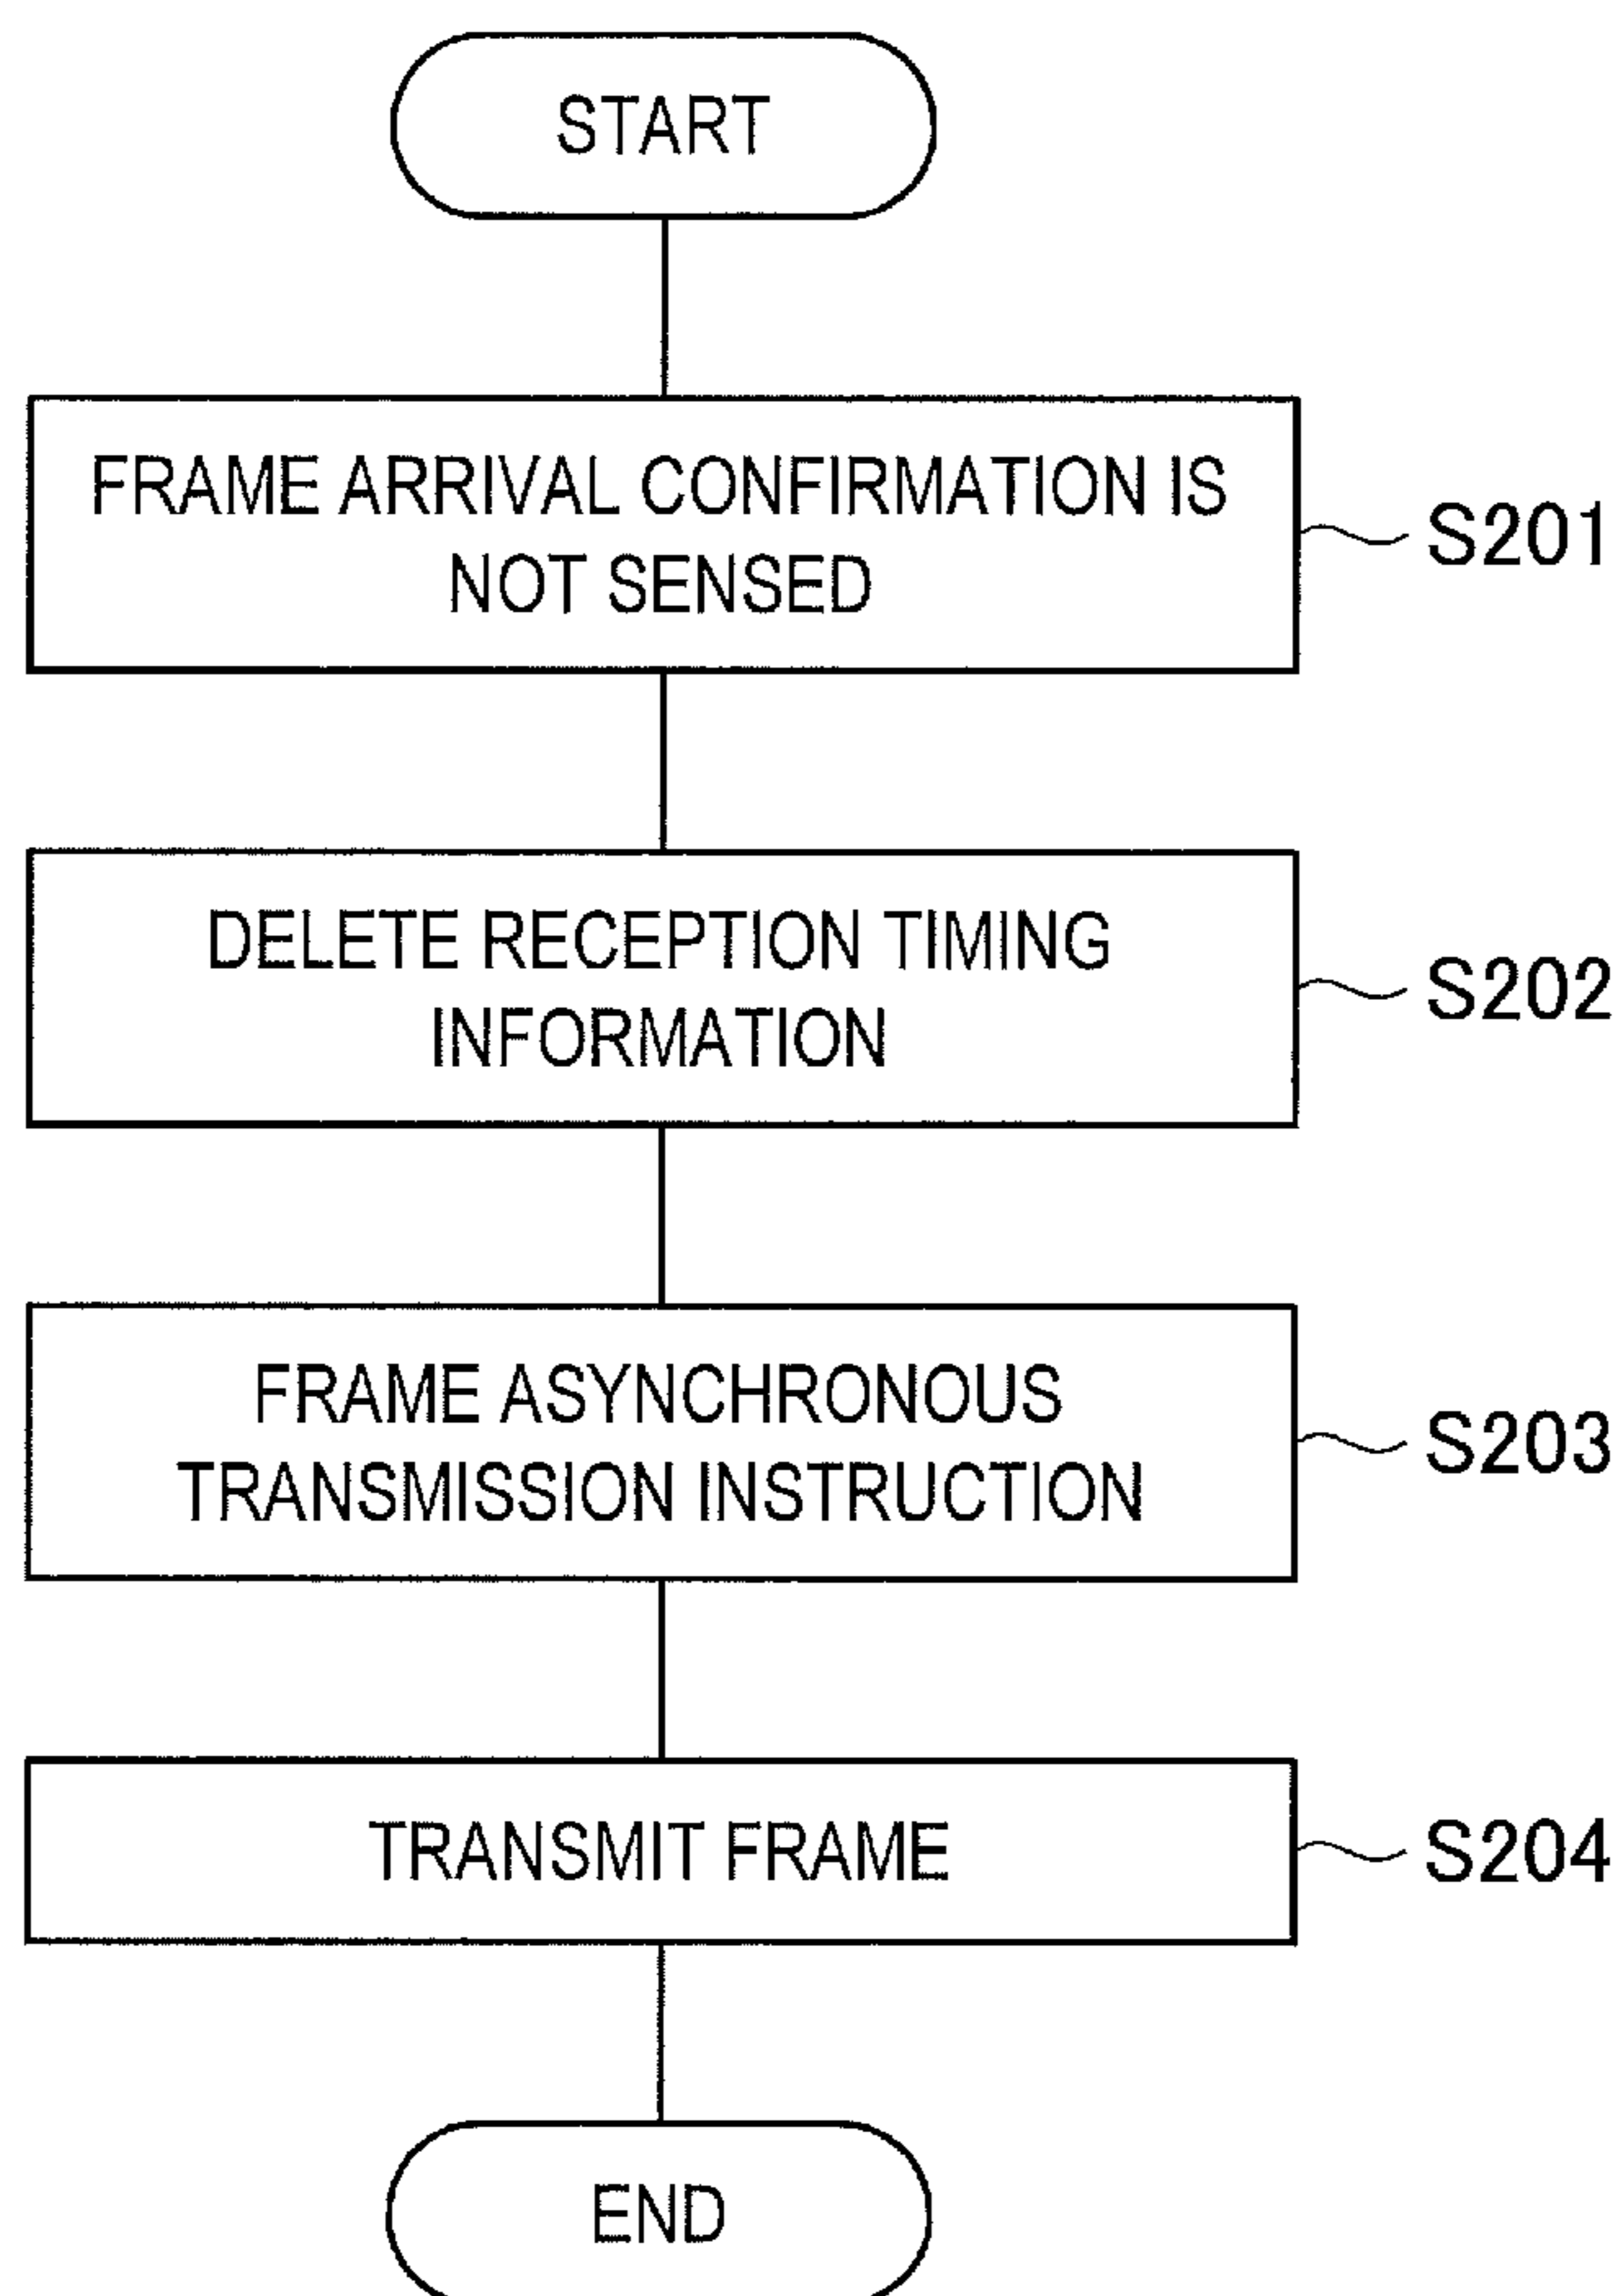 START
FRAME ARRIVAL CONFIRMATION IS
NOT SENSED
S201
DELETE RECEPTION TIMING
INFORMATION
S202
FRAME ASYNCHRONOUS
TRANSMISSION INSTRUCTION
S203
TRANSMIT FRAME
S204
END